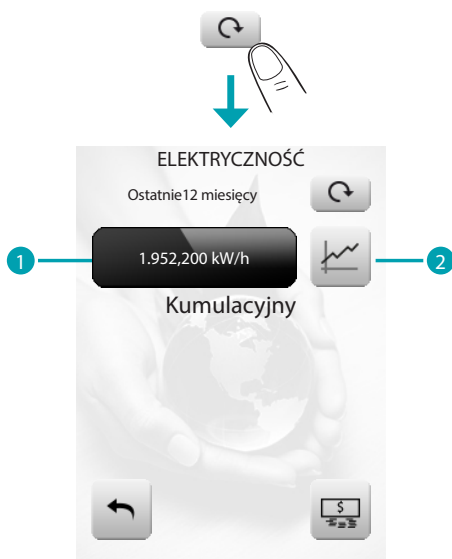 ELEKTRYCZNOŚĆ
Ostatnie12 miesięcy
1 1.952,200 kW/h 2
Kumulacyjny
$